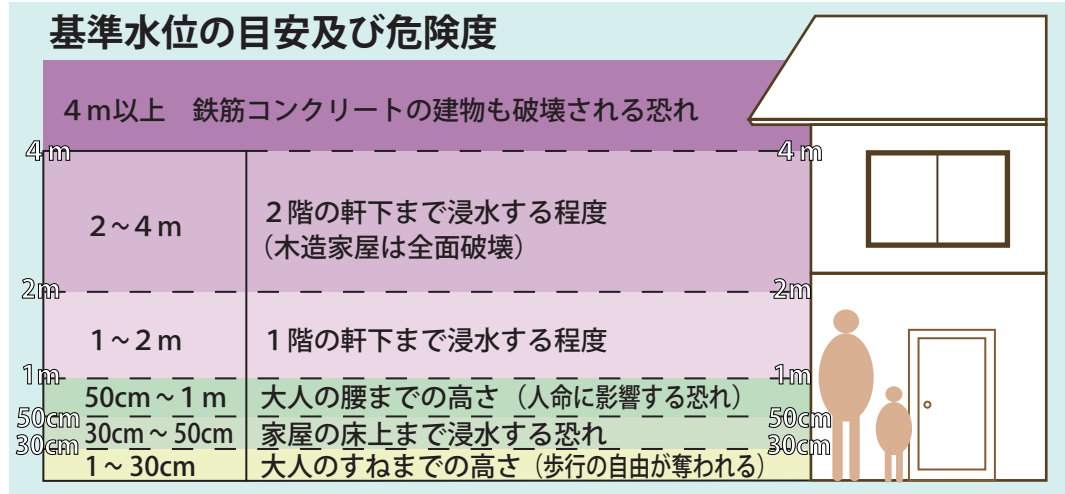 基準水位の目安及び危険度
４ｍ以上　鉄筋コンクリートの建物も破壊される恐れ
4 m
4 m
２～４ｍ
２階の軒下まで浸水する程度
（木造家屋は全面破壊）
2m
2m
１～２ｍ
１階の軒下まで浸水する程度
1m
1m
50cm～１ｍ
大人の腰までの高さ（人命に影響する恐れ）
50cm
50cm
30cm～50cm
家屋の床上まで浸水する恐れ
30cm
30cm
１～30cm
大人のすねまでの高さ（歩行の自由が奪われる）